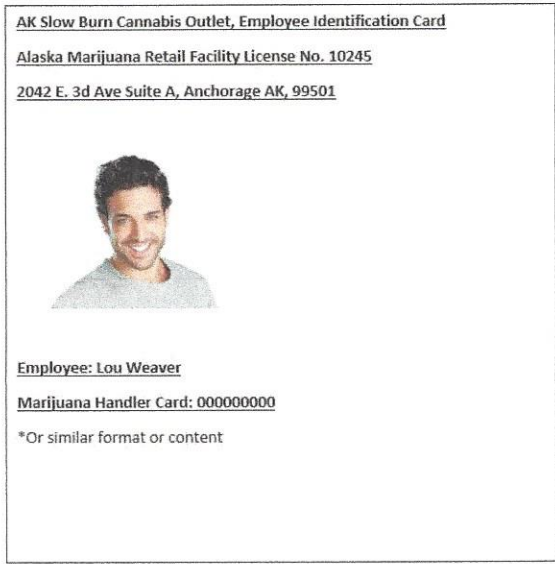 AK Slow Burn Cannabis Outlet, Employee Identification Card
Alaska Marijuana Retail Facility License No. 10245
2042 E. 3d Ave Suite A, Anchorage AK, 99501
Employee: Lou Weaver
Marijuana Handler Card: 000000000
*Or similar format or content